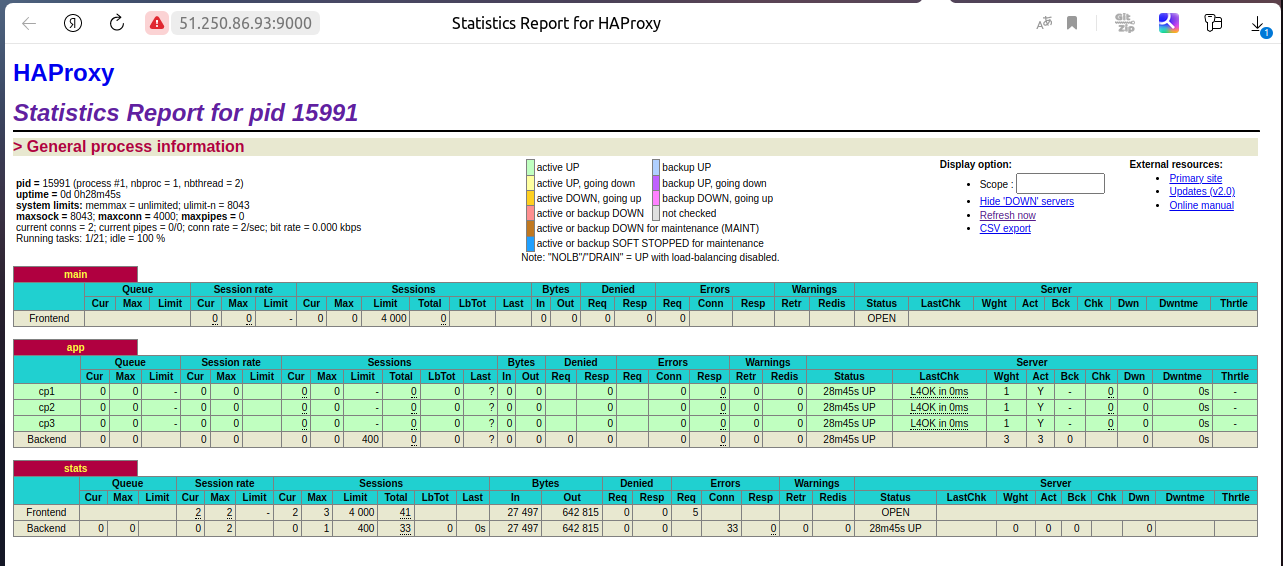 51.250.86.93:9000 Statistics Report for HAProxy Git Zip 1
HAProxy
Statistics Report for pid 15991
> General process information
pid = 15991 (process #1, nbproc = 1, nbthread = 2)
uptime = 0d 0h28m45s
system limits: memmax = unlimited; ulimit-n = 8043
maxsock = 8043; maxconn = 4000; maxpipes = 0
current conns = 2; current pipes = 0/0; conn rate = 2/sec; bit rate = 0.000 kbps
Running tasks: 1/21; idle = 100 %
active UP backup UP
active UP, going down backup UP, going down
active DOWN, going up backup DOWN, going up
active or backup DOWN not checked
active or backup DOWN for maintenance (MAINT)
active or backup SOFT STOPPED for maintenance
Note: "NOLB"/"DRAIN" = UP with load-balancing disabled.
Display option:
Scope :
Hide 'DOWN' servers
Refresh now
CSV export
External resources:
Primary site
Updates (v2.0)
Online manual
main
Queue Session rate Sessions Bytes Denied Errors Warnings Server
Cur Max Limit Cur Max Limit Cur Max Limit Total LbTot Last In Out Req Resp Req Conn Resp Retr Redis Status LastChk Wght Act Bck Chk Dwn Dwntme Thrtle
Frontend 0 0 - 0 0 4 000 0 0 0 0 0 0 OPEN
app
Queue Session rate Sessions Bytes Denied Errors Warnings Server
Cur Max Limit Cur Max Limit Cur Max Limit Total LbTot Last In Out Req Resp Req Conn Resp Retr Redis Status LastChk Wght Act Bck Chk Dwn Dwntme Thrtle
cp1 0 0 - 0 0 0 0 - 0 0 ? 0 0 0 0 0 0 0 28m45s UP L4OK in 0ms 1 Y - 0 0 0s -
cp2 0 0 - 0 0 0 0 - 0 0 ? 0 0 0 0 0 0 0 28m45s UP L4OK in 0ms 1 Y - 0 0 0s -
cp3 0 0 - 0 0 0 0 - 0 0 ? 0 0 0 0 0 0 0 28m45s UP L4OK in 0ms 1 Y - 0 0 0s -
Backend 0 0 0 0 0 0 400 0 0 ? 0 0 0 0 0 0 0 0 28m45s UP 3 3 0 0 0s
stats
Queue Session rate Sessions Bytes Denied Errors Warnings Server
Cur Max Limit Cur Max Limit Cur Max Limit Total LbTot Last In Out Req Resp Req Conn Resp Retr Redis Status LastChk Wght Act Bck Chk Dwn Dwntme Thrtle
Frontend 2 2 - 2 3 4 000 41 27 497 642 815 0 0 5 OPEN
Backend 0 0 0 2 0 1 400 33 0 0s 27 497 642 815 0 0 33 0 0 0 28m45s UP 0 0 0 0